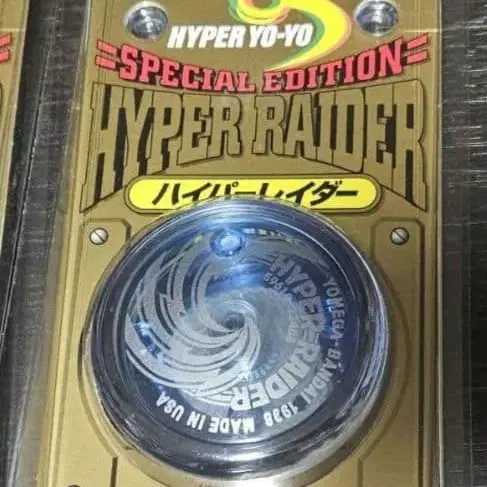 HYPER YO-YO
SPECIAL EDITION
HYPER RAIDER
ハイパーレイダー
HYPER-RAIDER
YOMEGA-BANDAI 1998 MADE IN USA